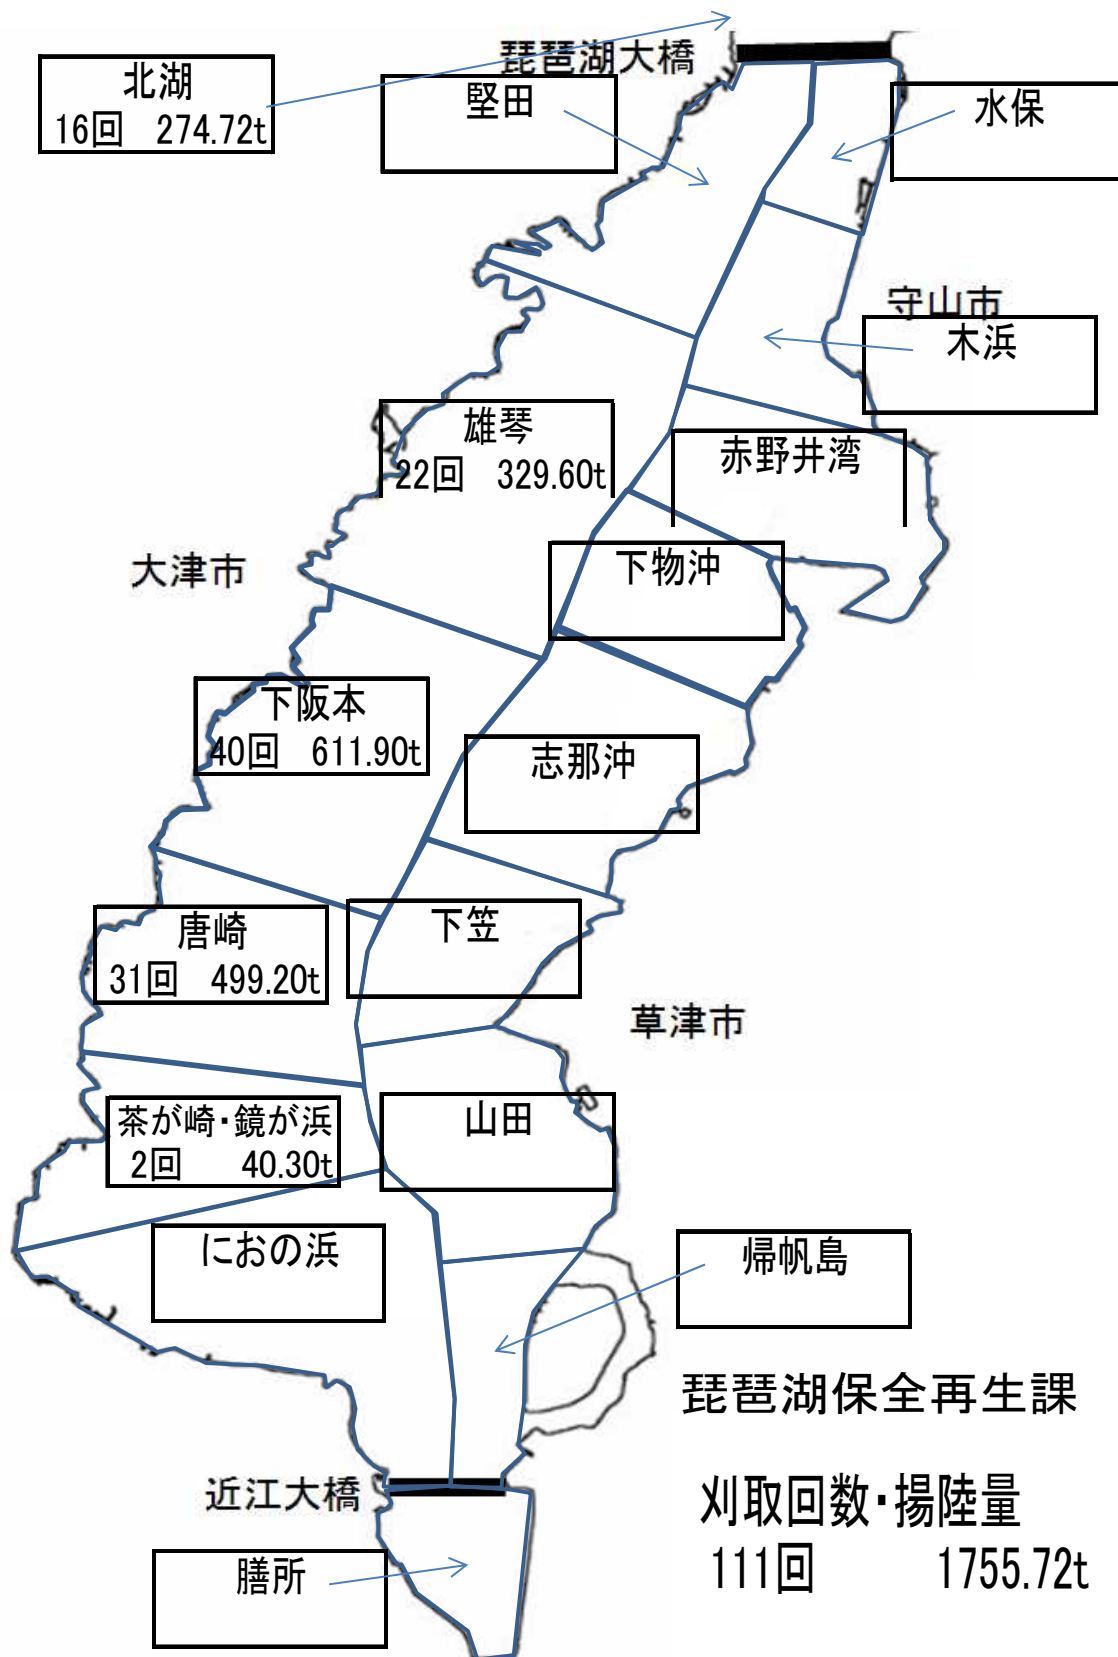 琵琶湖大橋
北湖
16回 274.72t
堅田
水保
守山市
木浜
雄琴
22回 329.60t
赤野井湾
大津市
下物沖
下阪本
40回 611.90t
志那沖
唐崎
31回 499.20t
下笠
草津市
茶が崎・鏡が浜
2回 40.30t
山田
におの浜
帰帆島
琵琶湖保全再生課
近江大橋
刈取回数・揚陸量
111回 1755.72t
膳所